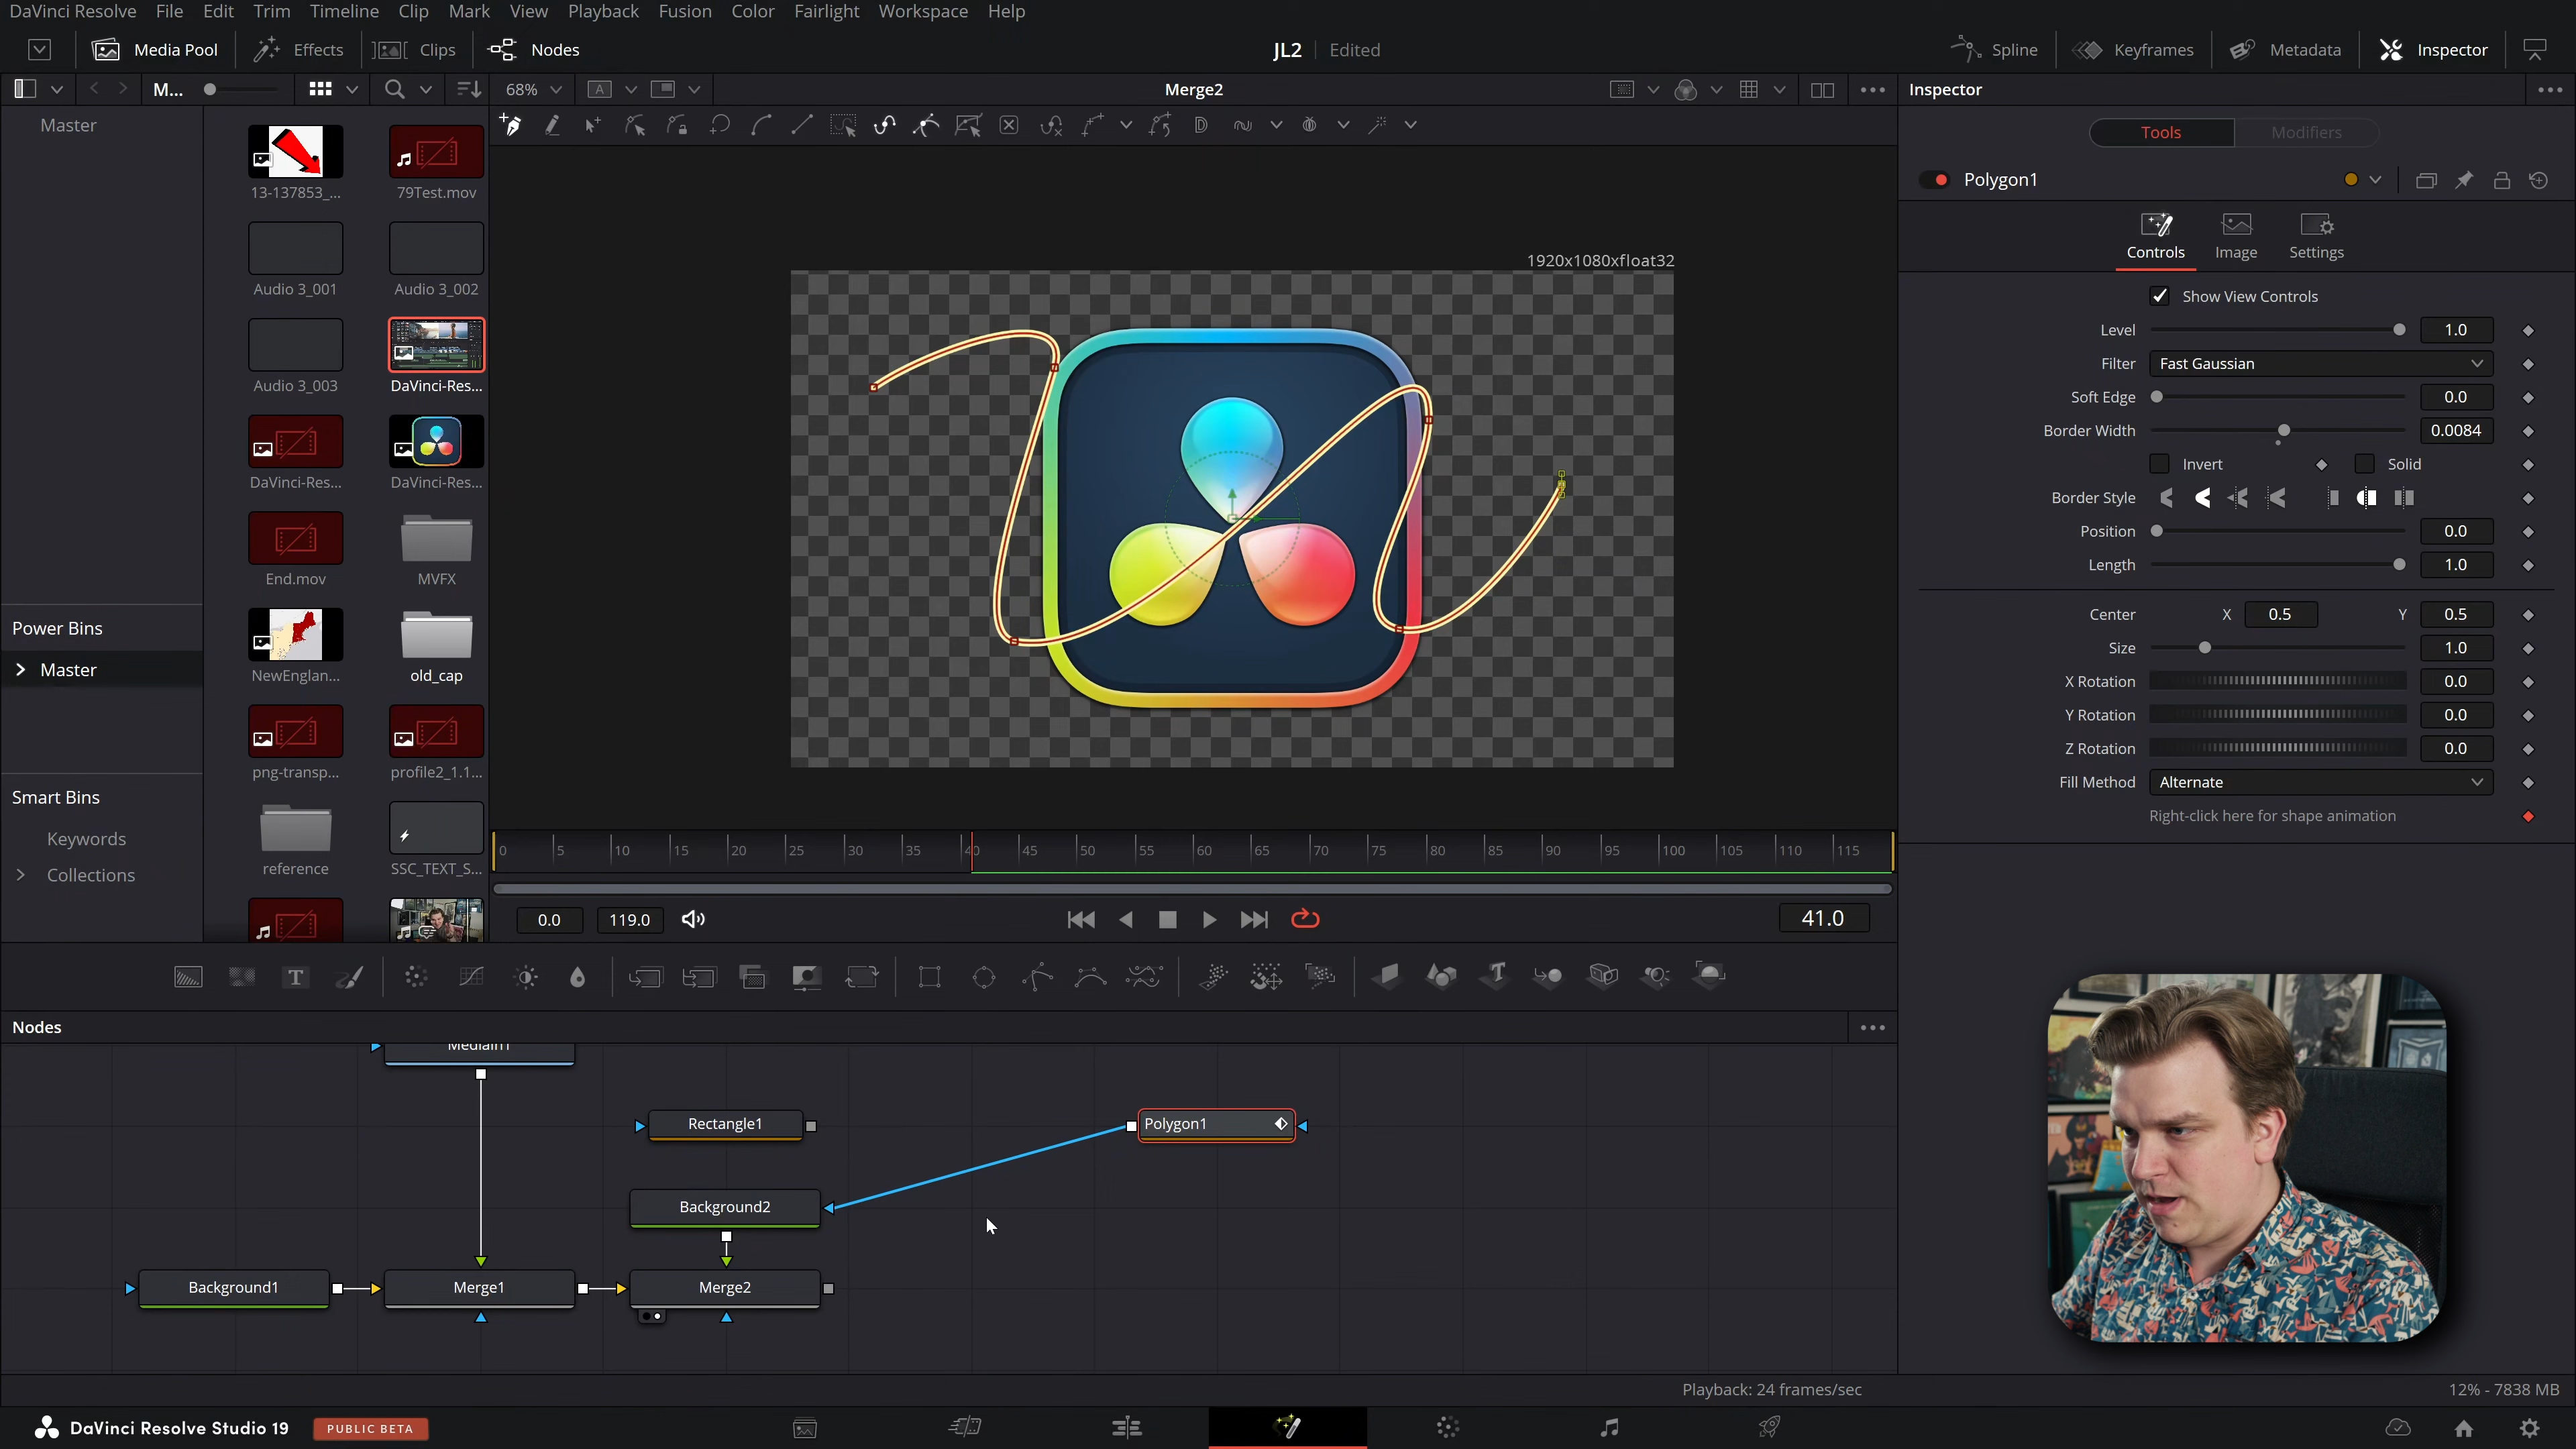 DaVinci Resolve File Edit Trim Timeline Clip Mark View Playback Fusion Color Fairlight Workspace Help
Media Pool Effects Clips Nodes JL2 Edited Spline Keyframes Metadata Inspector
M... 68% A Merge2 Inspector
Master
13-137853_... 79Test.mov
Audio 3_001 Audio 3_002
Audio 3_003 DaVinci-Res...
DaVinci-Res... DaVinci-Res...
End.mov MVFX
NewEnglan... old_cap
png-transp... profile2_1.1...
reference SSC_TEXT_S...
Power Bins
Master
Smart Bins
Keywords
Collections
1920x1080xfloat32
0 5 10 15 20 25 30 35 40 45 50 55 60 65 70 75 80 85 90 95 100 105 110 115
0.0 119.0 41.0
Tools Modifiers
Polygon1
Controls Image Settings
Show View Controls
Level 1.0
Filter Fast Gaussian
Soft Edge 0.0
Border Width 0.0084
Invert Solid
Border Style
Position 0.0
Length 1.0
Center X 0.5 Y 0.5
Size 1.0
X Rotation 0.0
Y Rotation 0.0
Z Rotation 0.0
Fill Method Alternate
Right-click here for shape animation
Nodes
MediaIn1
Rectangle1 Polygon1
Background2
Background1 Merge1 Merge2
Playback: 24 frames/sec 12% - 7838 MB
DaVinci Resolve Studio 19 PUBLIC BETA